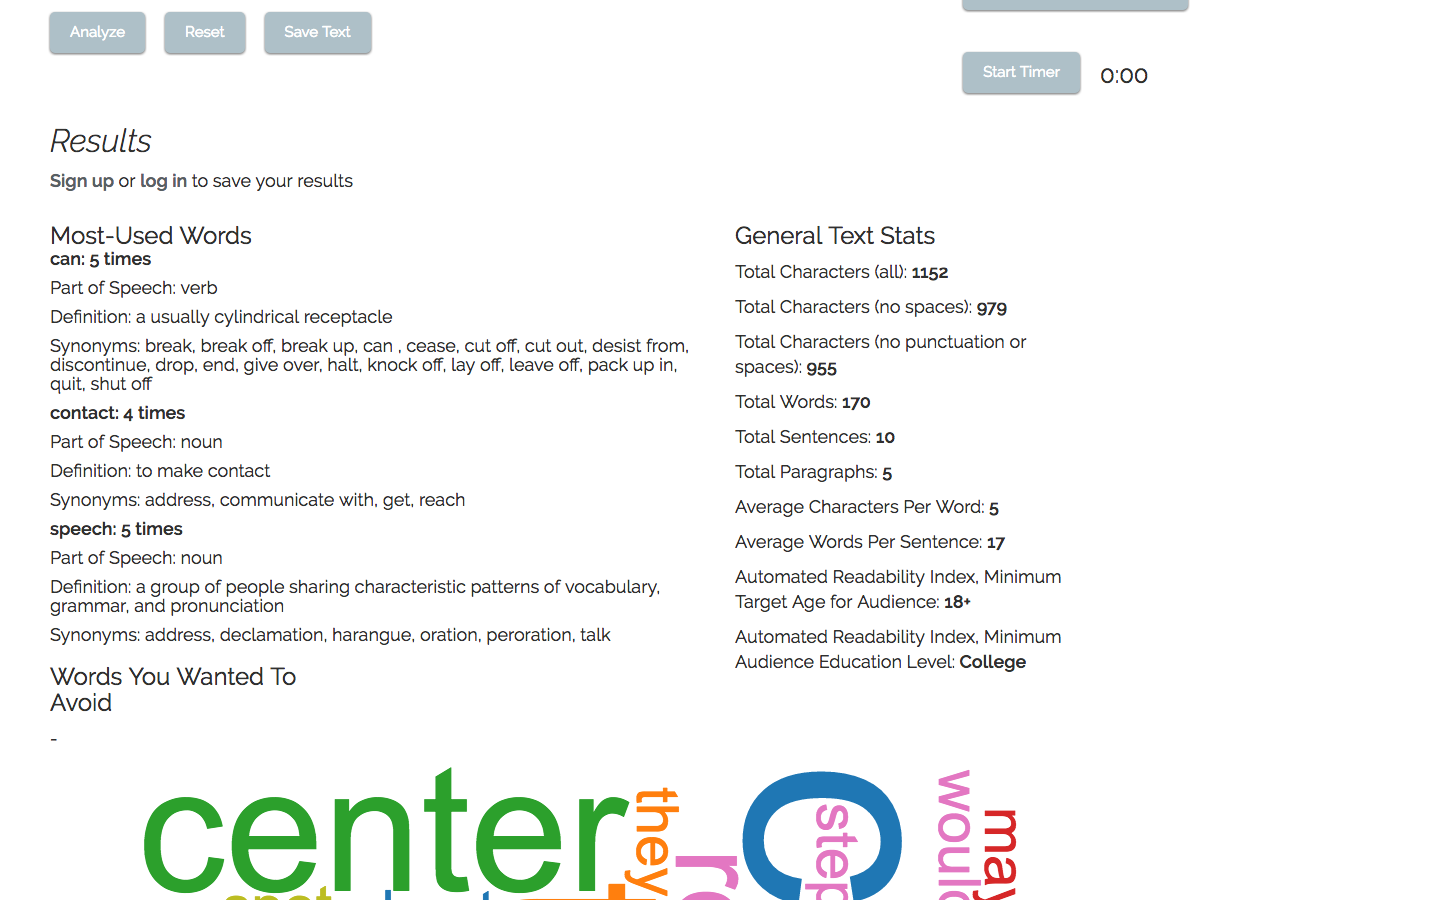 Analyze
Reset
Save Text
Start Timer
0:00
Results
Sign up or log in to save your results
Most-Used Words
can: 5 times
Part of Speech: verb
Definition: a usually cylindrical receptacle
Synonyms: break, break off, break up, can , cease, cut off, cut out, desist from,
discontinue, drop, end, give over, halt, knock off, lay off, leave off, pack up in,
quit, shut off
contact: 4 times
Part of Speech: noun
Definition: to make contact
Synonyms: address, communicate with, get, reach
speech: 5 times
Part of Speech: noun
Definition: a group of people sharing characteristic patterns of vocabulary,
grammar, and pronunciation
Synonyms: address, declamation, harangue, oration, peroration, talk
Words You Wanted To
Avoid
-
General Text Stats
Total Characters (all): 1152
Total Characters (no spaces): 979
Total Characters (no punctuation or
spaces): 955
Total Words: 170
Total Sentences: 10
Total Paragraphs: 5
Average Characters Per Word: 5
Average Words Per Sentence: 17
Automated Readability Index, Minimum
Target Age for Audience: 18+
Automated Readability Index, Minimum
Audience Education Level: College
center
they
step
would
may